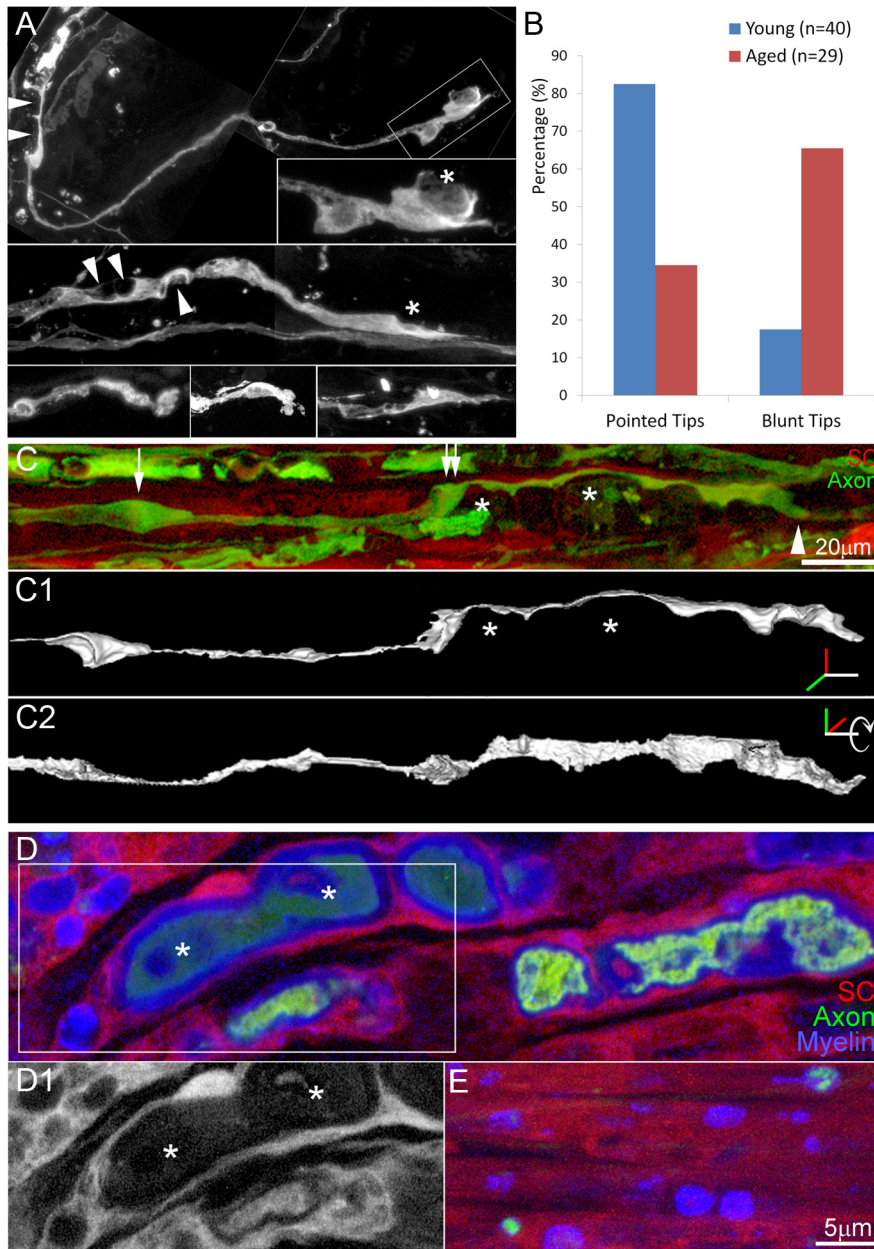 A
*
*
B
Young (n=40)
Aged (n=29)
Percentage (%)
90
80
70
60
50
40
30
20
10
0
Pointed Tips
Blunt Tips
C
SC
Axon
* *
20μm
C1
* *
C2
D
*
*
SC
Axon
Myelin
D1
*
*
E
5μm